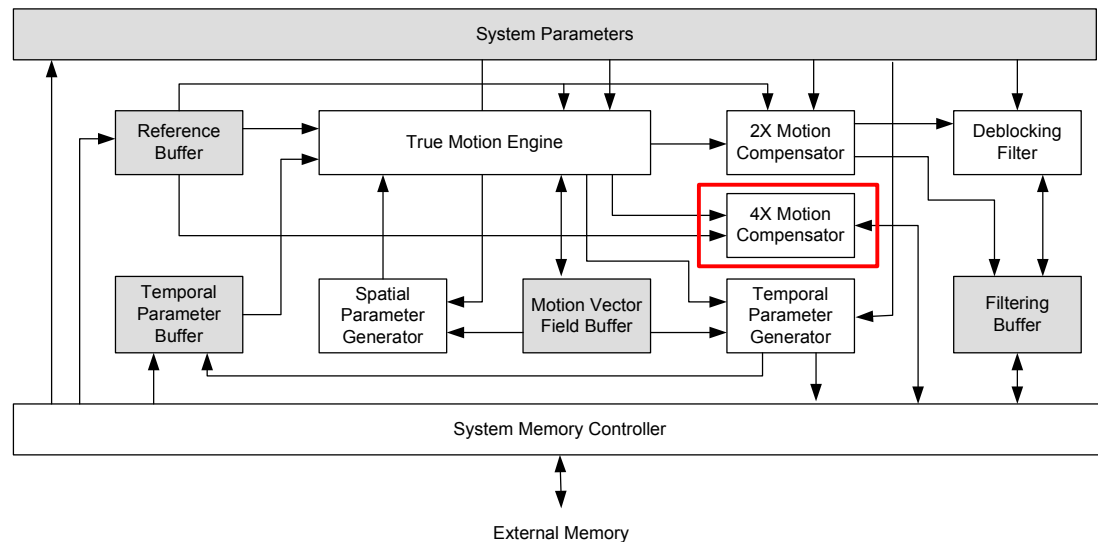 System Parameters
Reference
Buffer
True Motion Engine
2X Motion
Compensator
Deblocking
Filter
4X Motion
Compensator
Temporal
Parameter
Buffer
Spatial
Parameter
Generator
Motion Vector
Field Buffer
Temporal
Parameter
Generator
Filtering
Buffer
System Memory Controller
External Memory